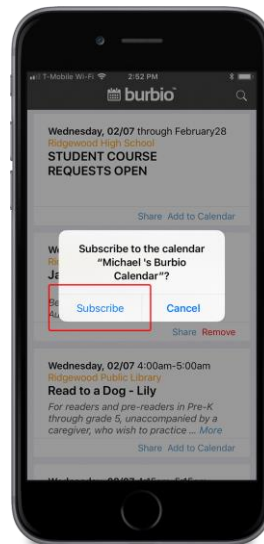 T-Mobile Wi-Fi 2:52 PM
burbio
Wednesday, 02/07 through February28
Ridgewood High School
STUDENT COURSE
REQUESTS OPEN
Share Add to Calendar
Subscribe to the calendar
“Michael 's Burbio
Calendar”?
Subscribe Cancel
Share Remove
Wednesday, 02/07 4:00am-5:00am
Ridgewood Public Library
Read to a Dog - Lily
For readers and pre-readers in Pre-K
through grade 5, unaccompanied by a
caregiver, who wish to practice ... More
Share Add to Calendar